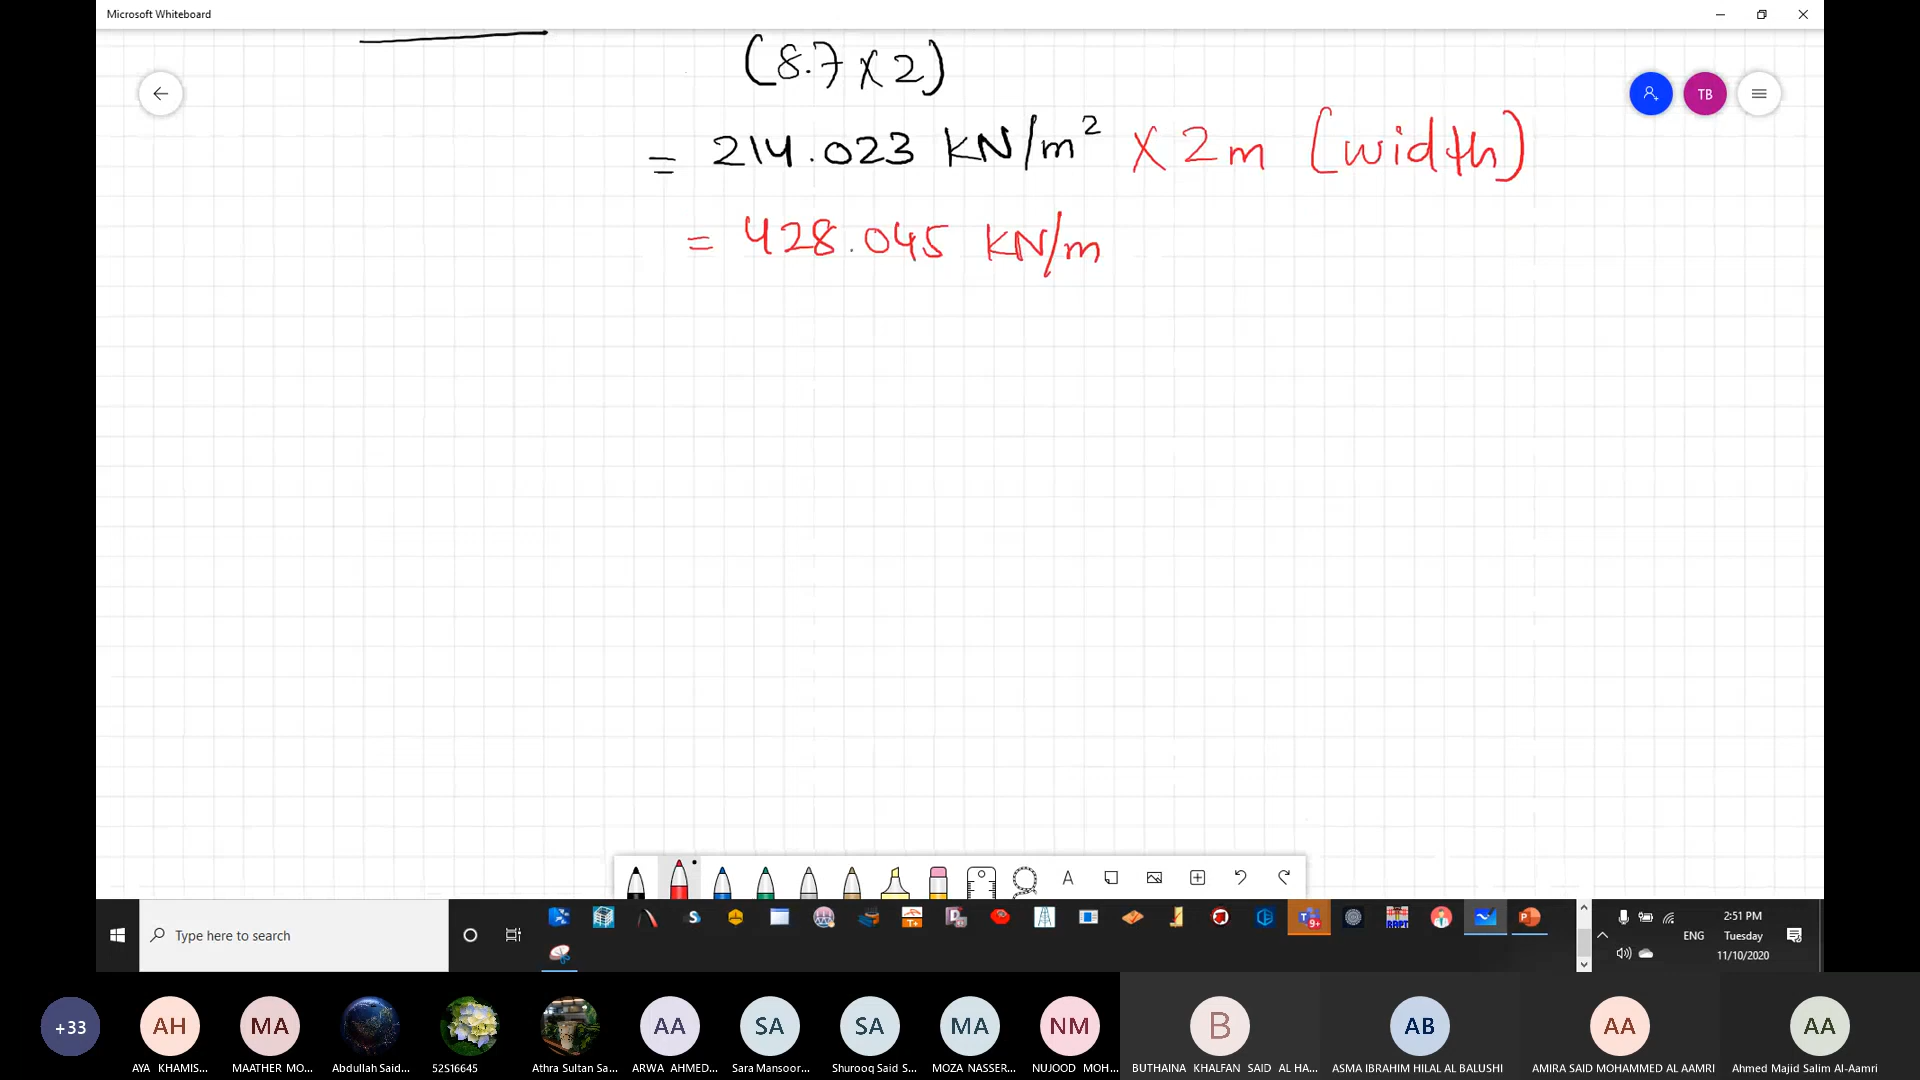 Microsoft Whiteboard
(8.7 X 2)
TB
= 214.023 KN/m² X 2m (width)
= 428.045 KN/m
A
Type here to search
9+
ENG
2:51 PM
Tuesday
11/10/2020
+33
AH
MA
AA
SA
SA
MA
NM
B
AB
AA
AA
AYA KHAMIS...
MAATHER MO...
Abdullah Said...
52S16645
Athra Sultan Sa...
ARWA AHMED...
Sara Mansoor...
Shurooq Said S...
MOZA NASSER...
NUJOOD MOH...
BUTHAINA KHALFAN SAID AL HA...
ASMA IBRAHIM HILAL AL BALUSHI
AMIRA SAID MOHAMMED AL AAMRI
Ahmed Majid Salim Al-Aamri